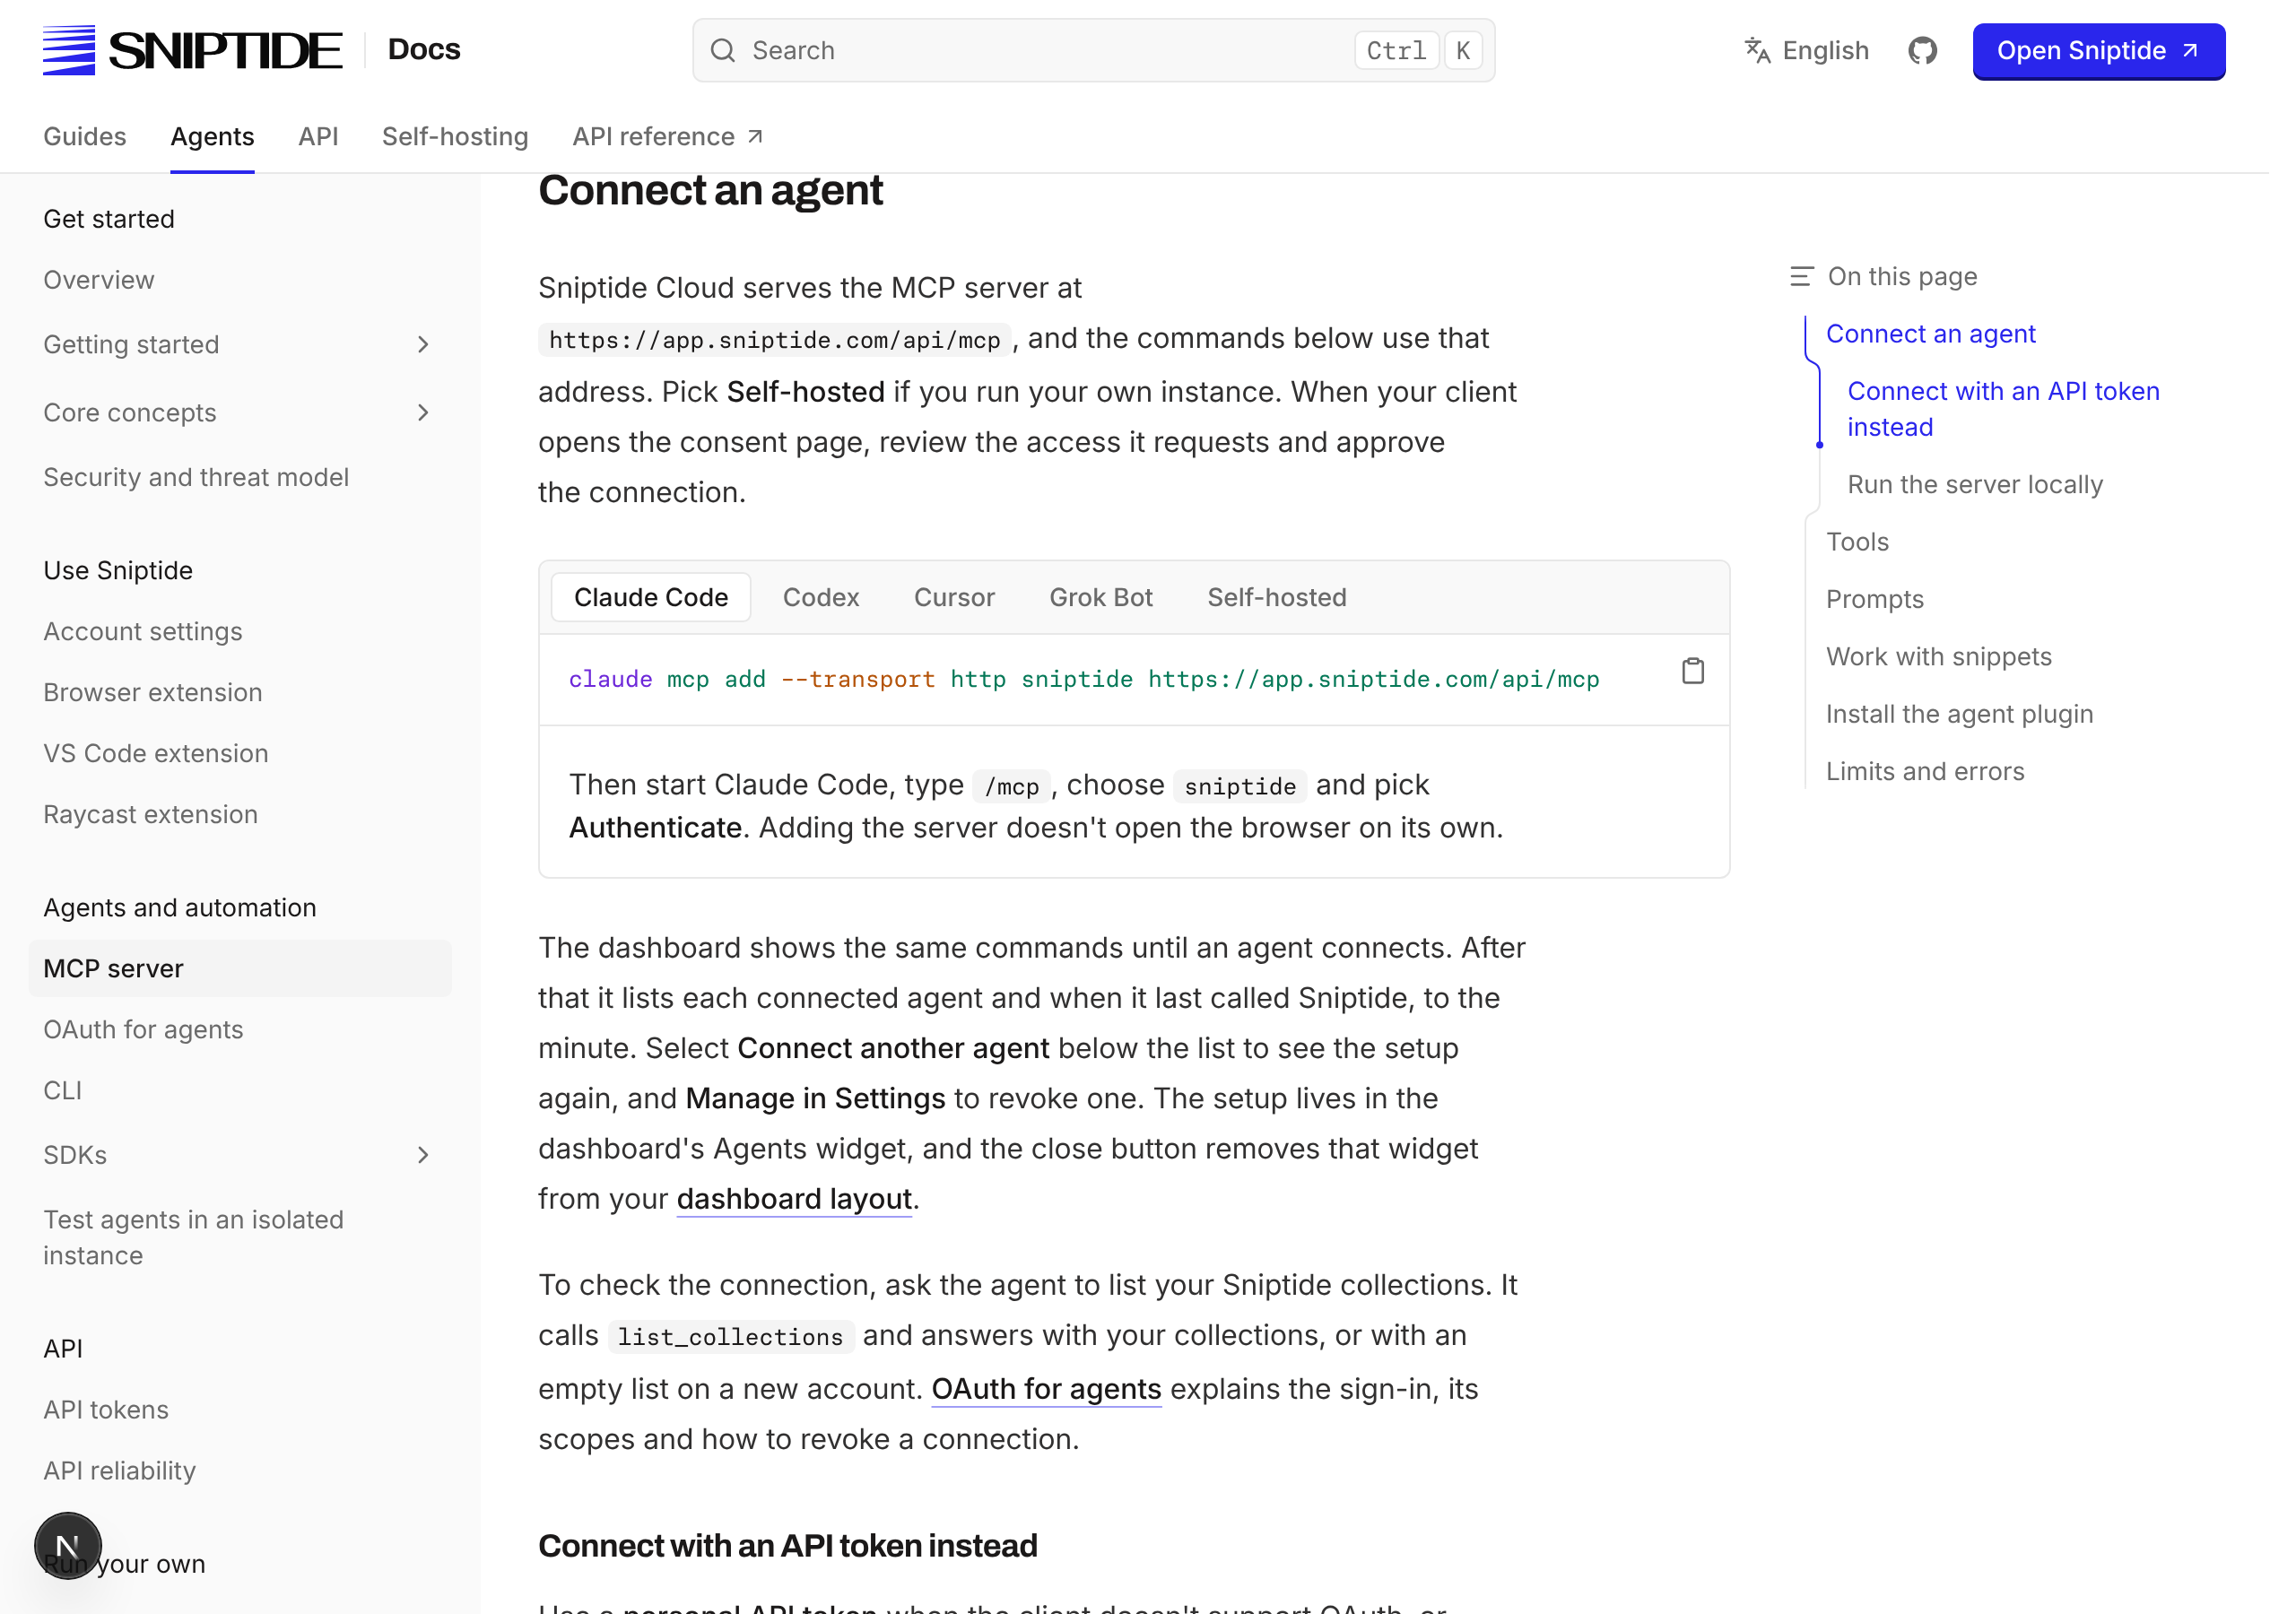 SNIPTIDE Docs
Search Ctrl K
English
Open Sniptide
Guides Agents API Self-hosting API reference
Get started
Overview
Getting started
Core concepts
Security and threat model
Use Sniptide
Account settings
Browser extension
VS Code extension
Raycast extension
Agents and automation
MCP server
OAuth for agents
CLI
SDKs
Test agents in an isolated
instance
API
API tokens
API reliability
N
Run your own
Connect an agent
Sniptide Cloud serves the MCP server at
https://app.sniptide.com/api/mcp, and the commands below use that
address. Pick Self-hosted if you run your own instance. When your client
opens the consent page, review the access it requests and approve
the connection.
Claude Code Codex Cursor Grok Bot Self-hosted
claude mcp add --transport http sniptide https://app.sniptide.com/api/mcp
Then start Claude Code, type /mcp, choose sniptide and pick
Authenticate. Adding the server doesn't open the browser on its own.
The dashboard shows the same commands until an agent connects. After
that it lists each connected agent and when it last called Sniptide, to the
minute. Select Connect another agent below the list to see the setup
again, and Manage in Settings to revoke one. The setup lives in the
dashboard's Agents widget, and the close button removes that widget
from your dashboard layout.
To check the connection, ask the agent to list your Sniptide collections. It
calls list_collections and answers with your collections, or with an
empty list on a new account. OAuth for agents explains the sign-in, its
scopes and how to revoke a connection.
Connect with an API token instead
Use a personal API token when the client doesn't support OAuth, or
On this page
Connect an agent
Connect with an API token
instead
Run the server locally
Tools
Prompts
Work with snippets
Install the agent plugin
Limits and errors